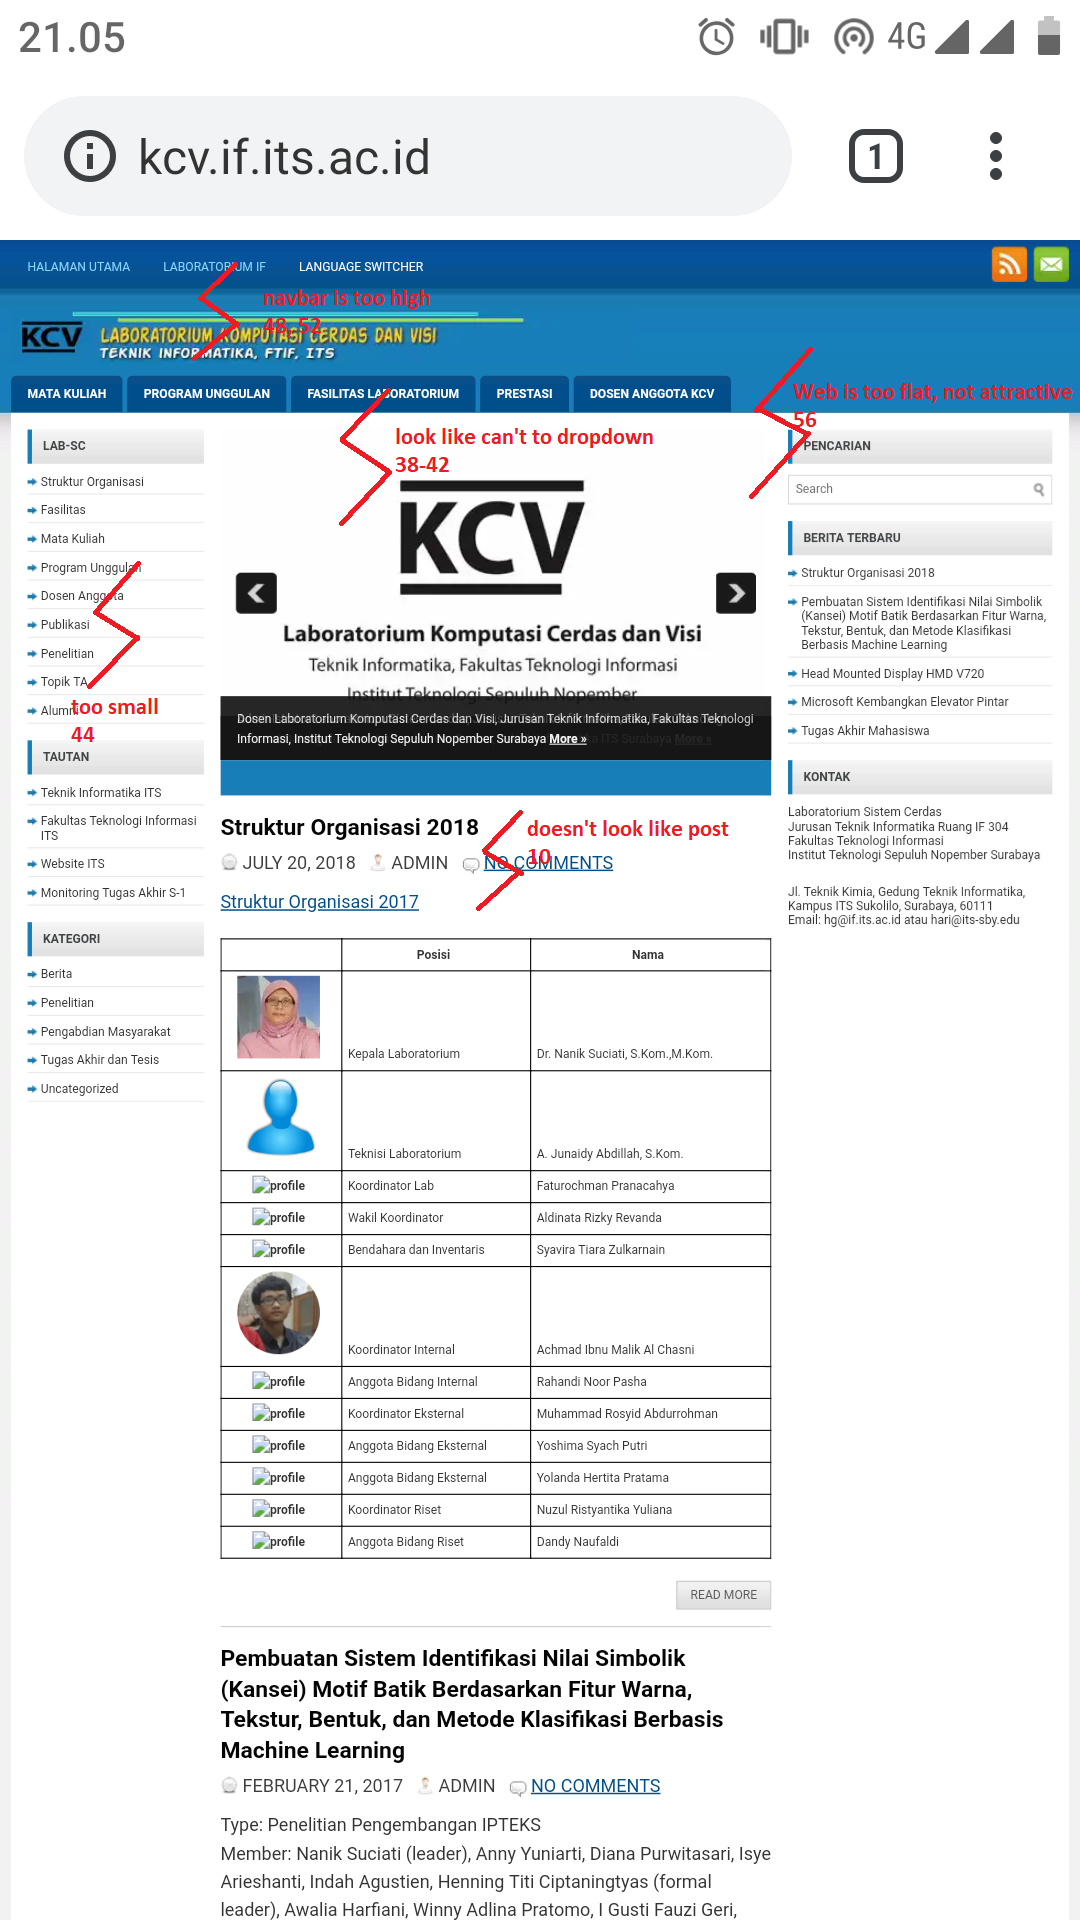 21.05
4G
kcv.if.its.ac.id
1
HALAMAN UTAMA LABORATORIUM IF LANGUAGE SWITCHER
navbar is too high
48, 52
KCV LABORATORIUM KOMPUTASI CERDAS DAN VISI
TEKNIK INFORMATIKA, FTIF, ITS
MATA KULIAH PROGRAM UNGGULAN FASILITAS LABORATORIUM PRESTASI DOSEN ANGGOTA KCV
Web is too flat, not attractive
56
look like can't to dropdown
38-42
LAB-SC
Struktur Organisasi
Fasilitas
Mata Kuliah
Program Unggulan
Dosen Anggota
Publikasi
Penelitian
Topik TA
Alumni
too small
44
TAUTAN
Teknik Informatika ITS
Fakultas Teknologi Informasi
ITS
Website ITS
Monitoring Tugas Akhir S-1
KATEGORI
Berita
Penelitian
Pengabdian Masyarakat
Tugas Akhir dan Tesis
Uncategorized
KCV
Laboratorium Komputasi Cerdas dan Visi
Teknik Informatika, Fakultas Teknologi Informasi
Institut Teknologi Sepuluh Nopember
Dosen Laboratorium Komputasi Cerdas dan Visi, Jurusan Teknik Informatika, Fakultas Teknologi
Informasi, Institut Teknologi Sepuluh Nopember Surabaya More »
Struktur Organisasi 2018
doesn't look like post
10
JULY 20, 2018 ADMIN NO COMMENTS
Struktur Organisasi 2017
Posisi Nama
Kepala Laboratorium Dr. Nanik Suciati, S.Kom.,M.Kom.
Teknisi Laboratorium A. Junaidy Abdillah, S.Kom.
profile Koordinator Lab Faturochman Pranacahya
profile Wakil Koordinator Aldinata Rizky Revanda
profile Bendahara dan Inventaris Syavira Tiara Zulkarnain
Koordinator Internal Achmad Ibnu Malik Al Chasni
profile Anggota Bidang Internal Rahandi Noor Pasha
profile Koordinator Eksternal Muhammad Rosyid Abdurrohman
profile Anggota Bidang Eksternal Yoshima Syach Putri
profile Anggota Bidang Eksternal Yolanda Hertita Pratama
profile Koordinator Riset Nuzul Ristyantika Yuliana
profile Anggota Bidang Riset Dandy Naufaldi
READ MORE
Pembuatan Sistem Identifikasi Nilai Simbolik
(Kansei) Motif Batik Berdasarkan Fitur Warna,
Tekstur, Bentuk, dan Metode Klasifikasi Berbasis
Machine Learning
FEBRUARY 21, 2017 ADMIN NO COMMENTS
Type: Penelitian Pengembangan IPTEKS
Member: Nanik Suciati (leader), Anny Yuniarti, Diana Purwitasari, Isye
Arieshanti, Indah Agustien, Henning Titi Ciptaningtyas (formal
leader), Awalia Harfiani, Winny Adlina Pratomo, I Gusti Fauzi Geri,
PENCARIAN
Search
BERITA TERBARU
Struktur Organisasi 2018
Pembuatan Sistem Identifikasi Nilai Simbolik
(Kansei) Motif Batik Berdasarkan Fitur Warna,
Tekstur, Bentuk, dan Metode Klasifikasi
Berbasis Machine Learning
Head Mounted Display HMD V720
Microsoft Kembangkan Elevator Pintar
Tugas Akhir Mahasiswa
KONTAK
Laboratorium Sistem Cerdas
Jurusan Teknik Informatika Ruang IF 304
Fakultas Teknologi Informasi
Institut Teknologi Sepuluh Nopember Surabaya
Jl. Teknik Kimia, Gedung Teknik Informatika,
Kampus ITS Sukolilo, Surabaya, 60111
Email: hg@if.its.ac.id atau hari@its-sby.edu